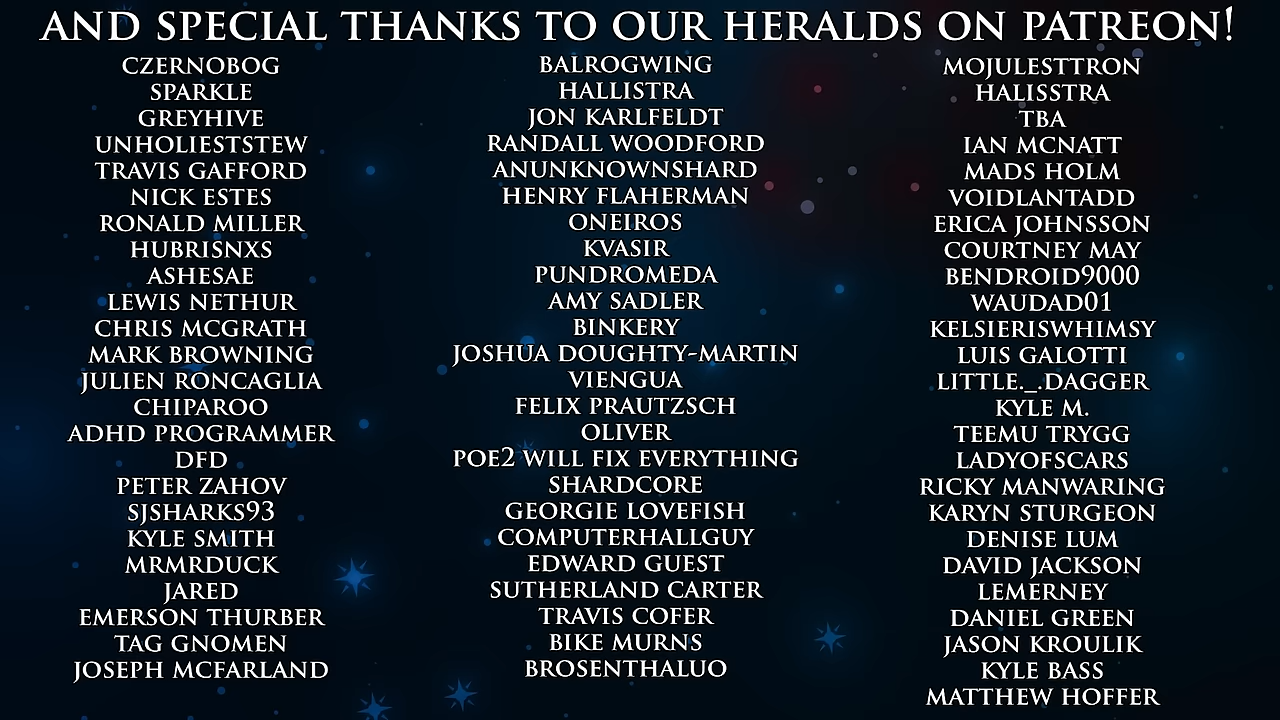 AND SPECIAL THANKS TO OUR HERALDS ON PATREON!
CZERNOBOG
SPARKLE
GREYHIVE
UNHOLIESTSTEW
TRAVIS GAFFORD
NICK ESTES
RONALD MILLER
HUBRISNXS
ASHESAE
LEWIS NETHUR
CHRIS MCGRATH
MARK BROWNING
JULIEN RONCAGLIA
CHIPAROO
ADHD PROGRAMMER
DFD
PETER ZAHOV
SJSHARKS93
KYLE SMITH
MRMRDUCK
JARED
EMERSON THURBER
TAG GNOMEN
JOSEPH MCFARLAND
BALROGWING
HALLISTRA
JON KARLFELDT
RANDALL WOODFORD
ANUNKNOWNSHARD
HENRY FLAHERMAN
ONEIROS
KVASIR
PUNDROMEDA
AMY SADLER
BINKERY
JOSHUA DOUGHTY-MARTIN
VIENGUA
FELIX PRAUTZSCH
OLIVER
POE2 WILL FIX EVERYTHING
SHARDCORE
GEORGIE LOVEFISH
COMPUTERHALLGUY
EDWARD GUEST
SUTHERLAND CARTER
TRAVIS COFER
BIKE MURNS
BROSENTHALUO
MOJULESTTRON
HALISSTRA
TBA
IAN MCNATT
MADS HOLM
VOIDLANTADD
ERICA JOHNSSON
COURTNEY MAY
BENDROID9000
WAUDAD01
KELSIERISWHIMSY
LUIS GALOTTI
LITTLE._.DAGGER
KYLE M.
TEEMU TRYGG
LADYOFSCARS
RICKY MANWARING
KARYN STURGEON
DENISE LUM
DAVID JACKSON
LEMERNEY
DANIEL GREEN
JASON KROULIK
KYLE BASS
MATTHEW HOFFER